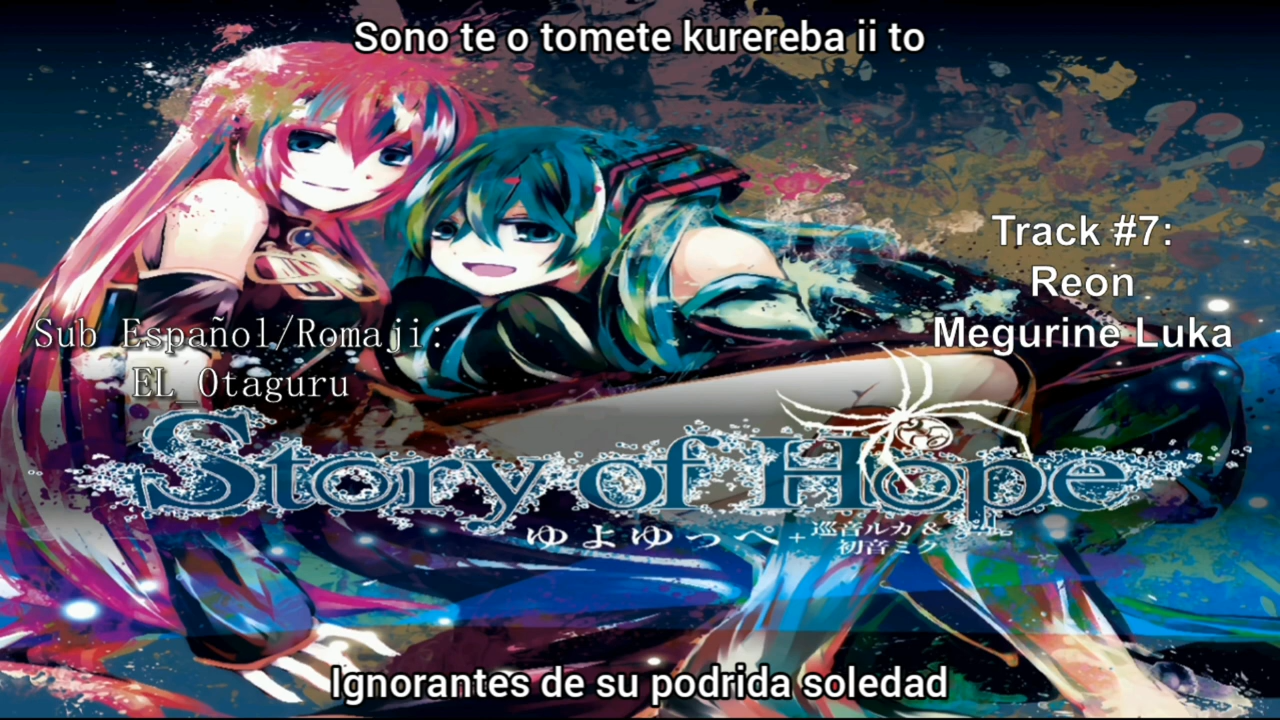 Sono te o tomete kurereba ii to
Track #7:
Reon
Megurine Luka
Sub Español/Romaji:
EL_Otaguru
Story of Hope
ゆよゆっぺ+巡音ルカ&
初音ミク
Ignorantes de su podrida soledad